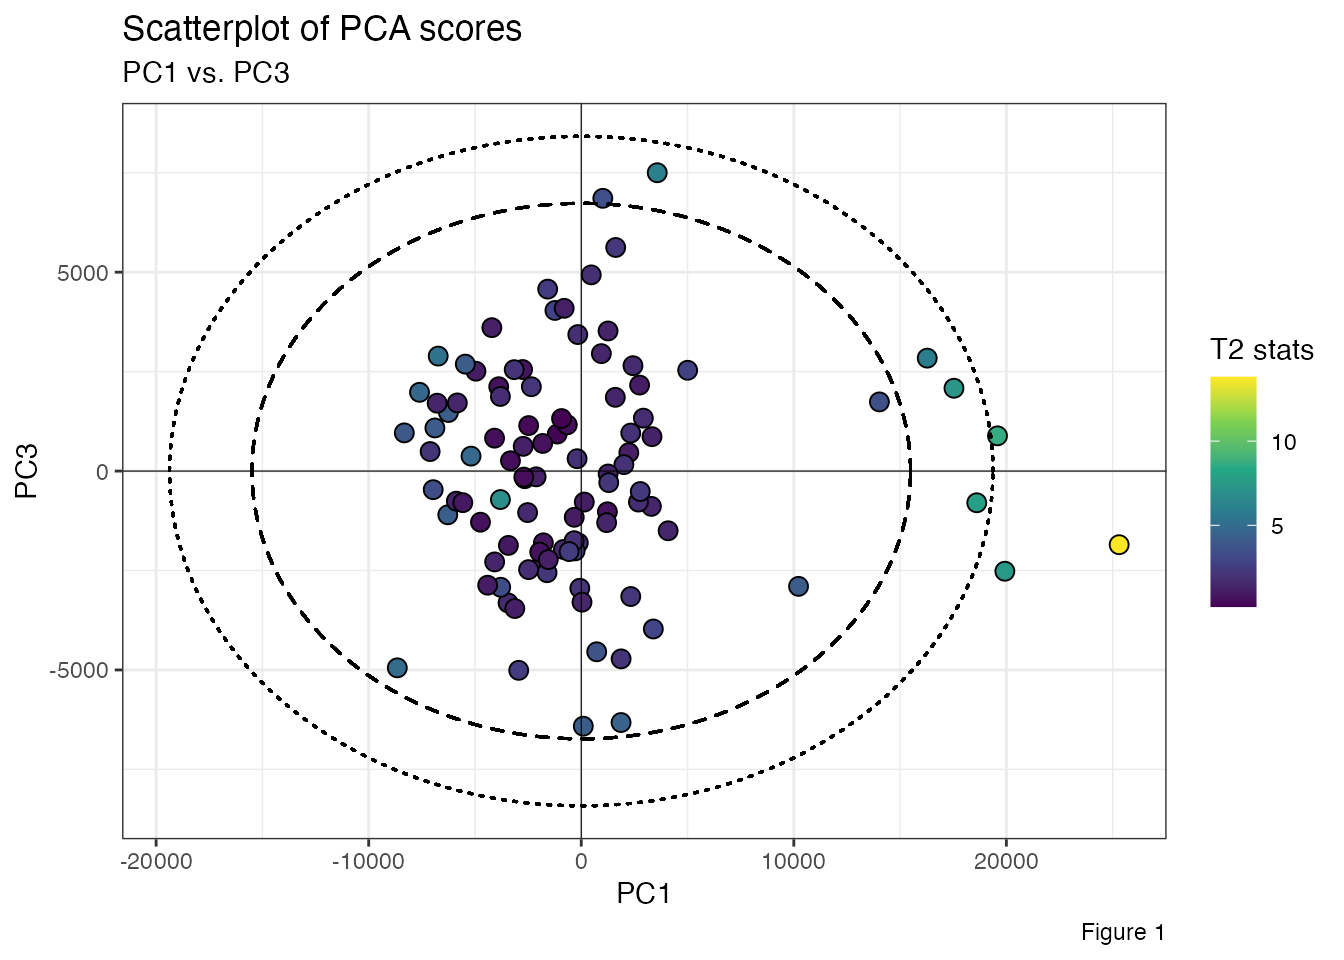 Scatterplot of PCA scores
PC1 vs. PC3
5000
0
-5000
PC3
-20000
-10000
0
10000
20000
PC1
T2 stats
10
5
Figure 1